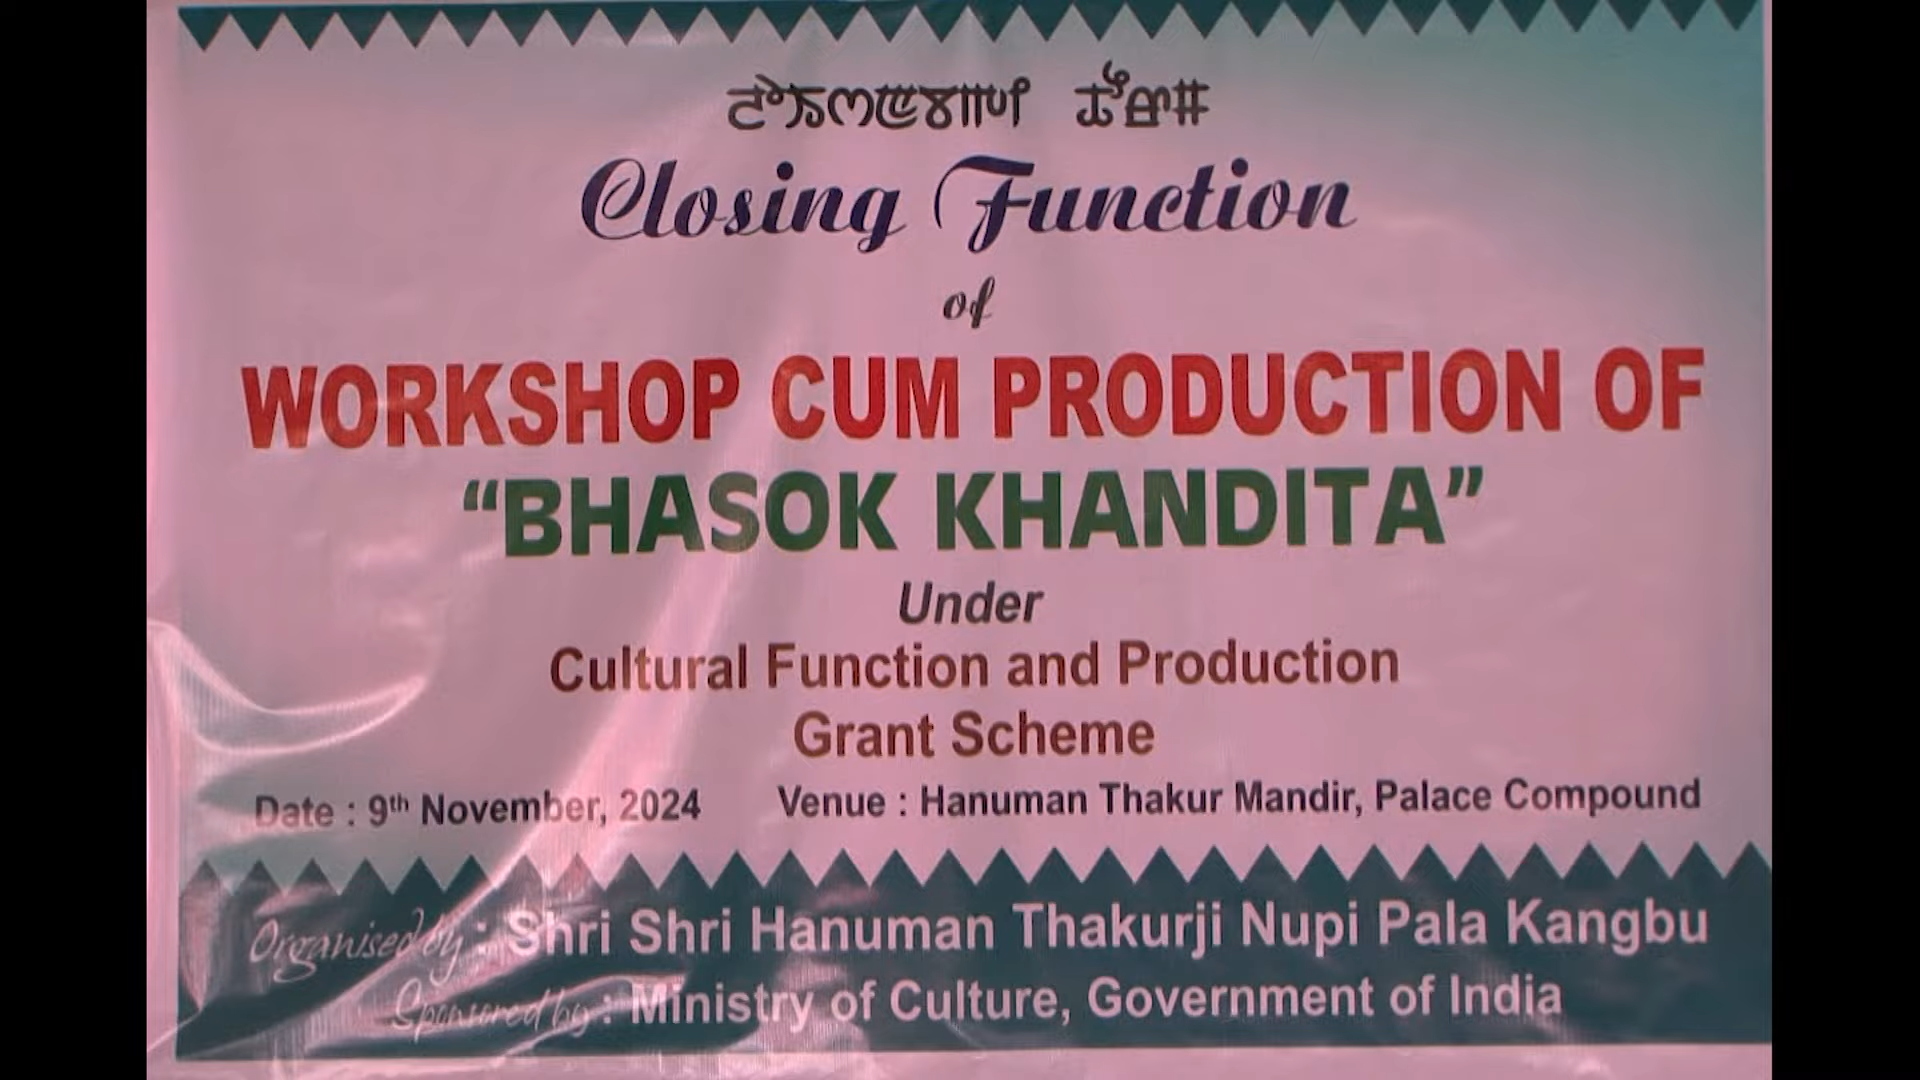 Closing Function
of
WORKSHOP CUM PRODUCTION OF
“BHASOK KHANDITA”
Under
Cultural Function and Production
Grant Scheme
Date : 9th November, 2024 Venue : Hanuman Thakur Mandir, Palace Compound
Organised by : Shri Shri Hanuman Thakurji Nupi Pala Kangbu
Sponsored by : Ministry of Culture, Government of India